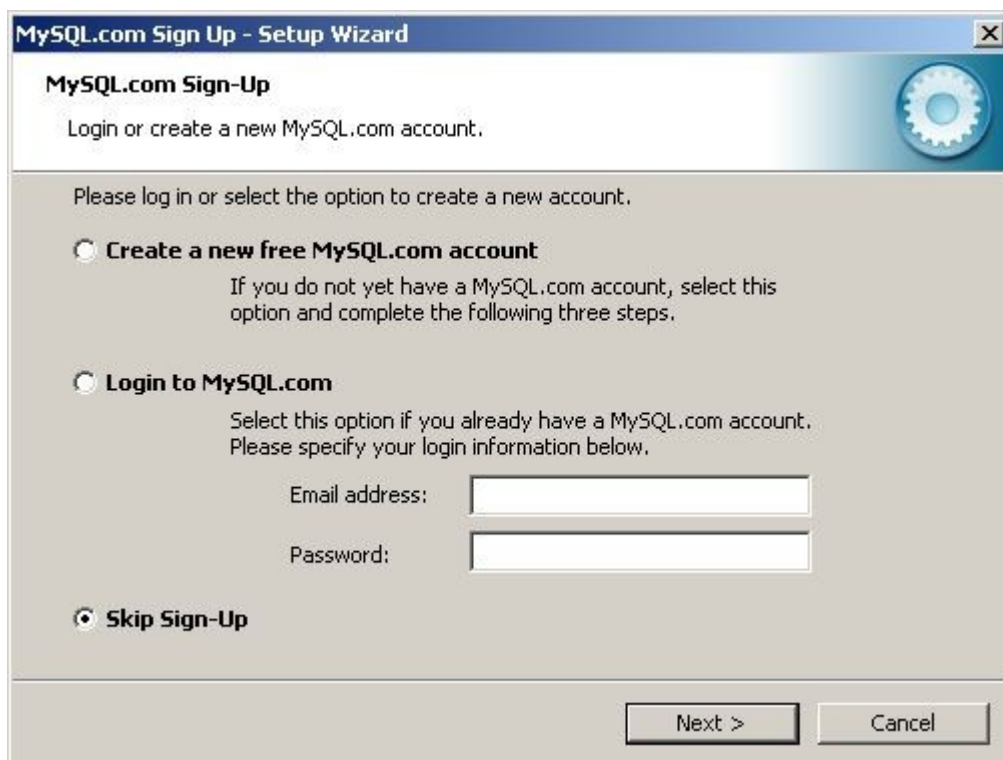 MySQL.com Sign Up - Setup Wizard
MySQL.com Sign-Up
Login or create a new MySQL.com account.
Please log in or select the option to create a new account.
Create a new free MySQL.com account
If you do not yet have a MySQL.com account, select this
option and complete the following three steps.
Login to MySQL.com
Select this option if you already have a MySQL.com account.
Please specify your login information below.
Email address:
Password:
Skip Sign-Up
Next >
Cancel